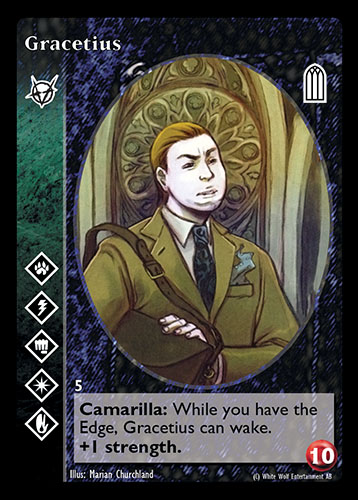 Gracetius
5
Camarilla: While you have the
Edge, Gracetius can wake.
+1 strength.
10
Illus: Marian Churchland
(C) White Wolf Entertainment AB